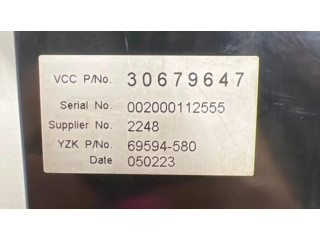 VCC P/No. 30679647
Serial No. 002000112555
Supplier No. 2248
YZK P/No. 69594-580
Date 050223